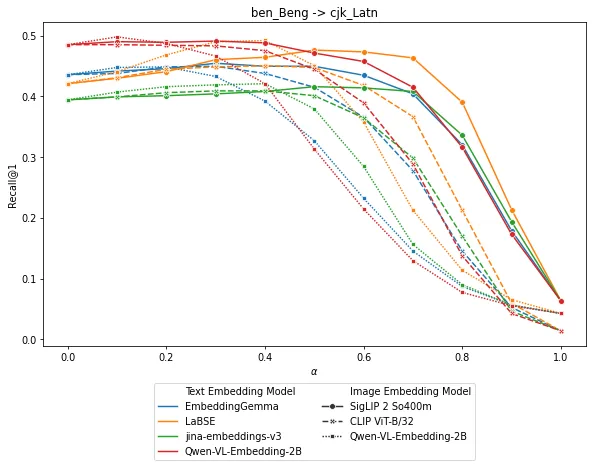 ben_Beng -> cjk_Latn
Recall@1
0.5
0.4
0.3
0.2
0.1
0.0
0.0 0.2 0.4 0.6 0.8 1.0
α
Text Embedding Model Image Embedding Model
EmbeddingGemma SigLIP 2 So400m
LaBSE CLIP ViT-B/32
jina-embeddings-v3 Qwen-VL-Embedding-2B
Qwen-VL-Embedding-2B